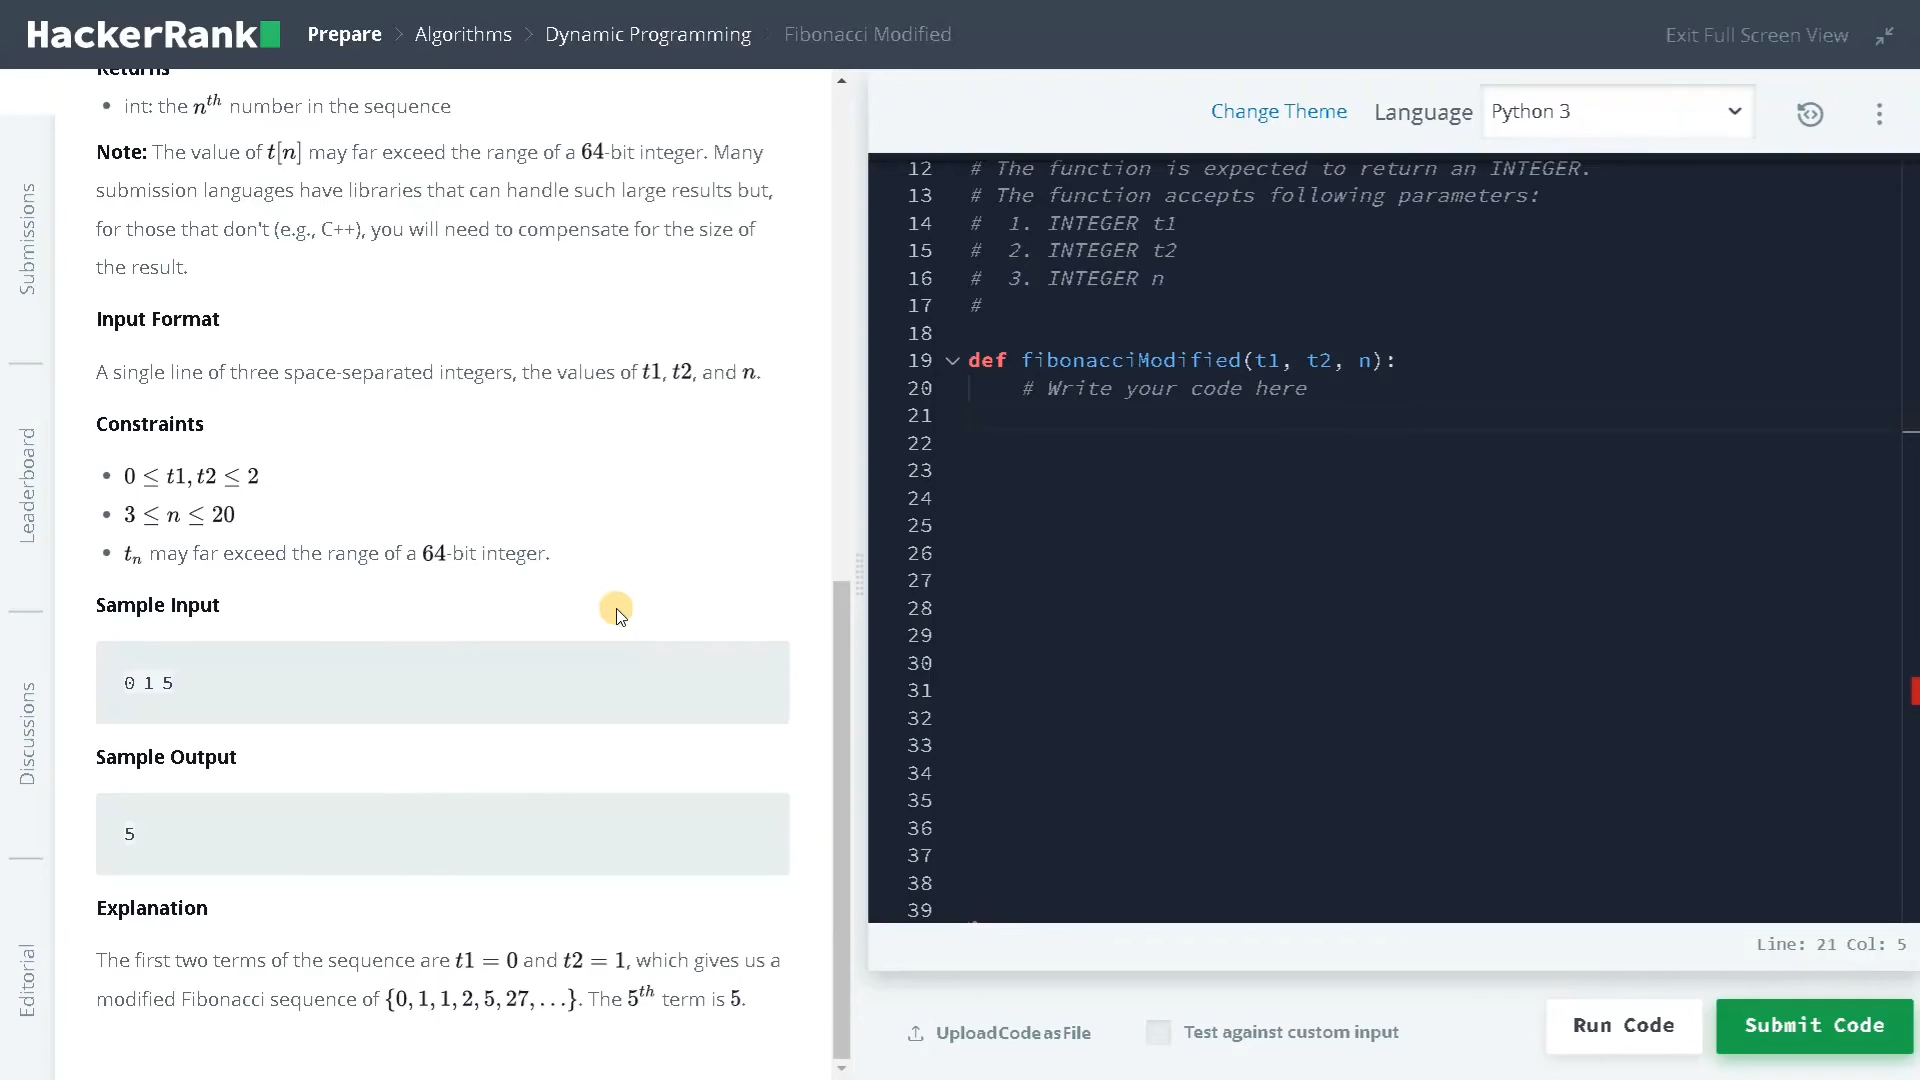 HackerRank
Prepare > Algorithms > Dynamic Programming Fibonacci Modified
Exit Full Screen View
Submissions
Leaderboard
Discussions
Editorial
Returns
• int: the nth number in the sequence
Note: The value of t[n] may far exceed the range of a 64-bit integer. Many
submission languages have libraries that can handle such large results but,
for those that don't (e.g., C++), you will need to compensate for the size of
the result.
Input Format
A single line of three space-separated integers, the values of t1, t2, and n.
Constraints
• 0 ≤ t1, t2 ≤ 2
• 3 ≤ n ≤ 20
• tn may far exceed the range of a 64-bit integer.
Sample Input
0 1 5
Sample Output
5
Explanation
The first two terms of the sequence are t1 = 0 and t2 = 1, which gives us a
modified Fibonacci sequence of {0, 1, 1, 2, 5, 27, ...}. The 5th term is 5.
Change Theme Language Python 3
12 # The function is expected to return an INTEGER.
13 # The function accepts following parameters:
14 #  1. INTEGER t1
15 #  2. INTEGER t2
16 #  3. INTEGER n
17 #
18
19 def fibonacciModified(t1, t2, n):
20     # Write your code here
21
22
23
24
25
26
27
28
29
30
31
32
33
34
35
36
37
38
39
Line: 21 Col: 5
Upload Code as File
Test against custom input
Run Code
Submit Code